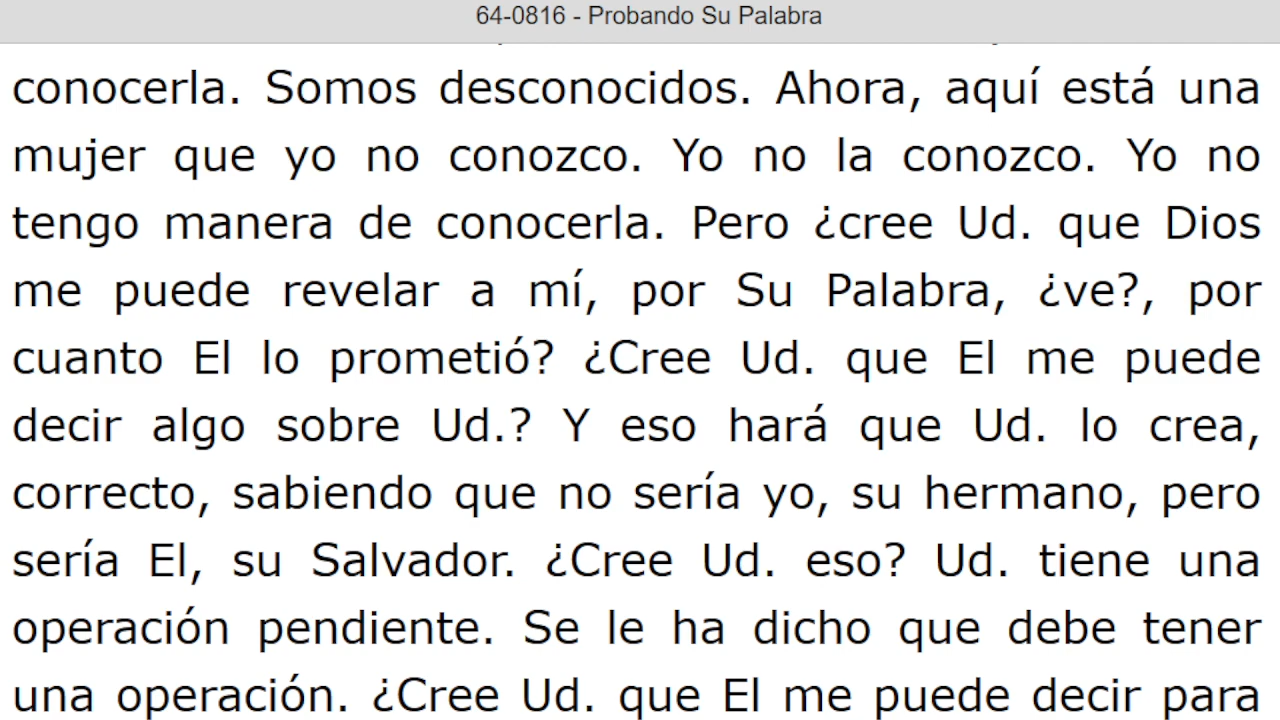 64-0816 - Probando Su Palabra
conocerla. Somos desconocidos. Ahora, aquí está una
mujer que yo no conozco. Yo no la conozco. Yo no
tengo manera de conocerla. Pero ¿cree Ud. que Dios
me puede revelar a mí, por Su Palabra, ¿ve?, por
cuanto El lo prometió? ¿Cree Ud. que El me puede
decir algo sobre Ud.? Y eso hará que Ud. lo crea,
correcto, sabiendo que no sería yo, su hermano, pero
sería El, su Salvador. ¿Cree Ud. eso? Ud. tiene una
operación pendiente. Se le ha dicho que debe tener
una operación. ¿Cree Ud. que El me puede decir para